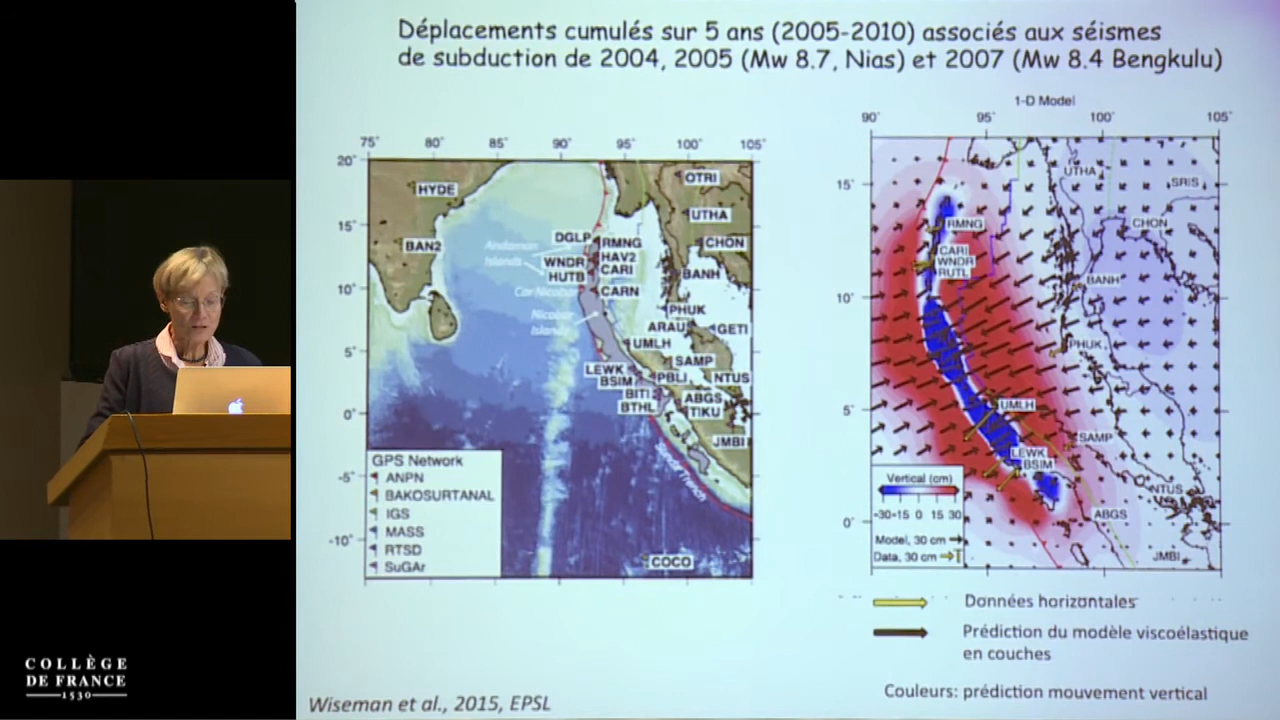 Déplacements cumulés sur 5 ans (2005-2010) associés aux séismes
de subduction de 2004, 2005 (Mw 8.7, Nias) et 2007 (Mw 8.4 Bengkulu)
75° 80° 85° 90° 95° 100° 105°
20°
15°
10°
5°
0°
-5°
-10°
HYDE
BAN2
OTRI
UTHA
CHON
DGLP
RMNG
HAV2
WNDR
CARI
HUTB
BANH
CARN
Andaman
Islands
Car Nicobar
Nicobar
Islands
PHUK
ARAU
GETI
UMLH
SAMP
LEWK
BSIM
PBLI
NTUS
BITI
ABGS
BTHL
TIKU
JMBI
Trench
COCO
GPS Network
ANPN
BAKOSURTANAL
IGS
MASS
RTSD
SuGAr
1-D Model
90° 95° 100° 105°
15°
10°
5°
0°
UTHA
SRIS
RMNG
CHON
CARI
WNDR
RUTL
BANH
PHUK
UMLH
SAMP
LEWK
BSIM
NTUS
ABGS
JMBI
Vertical (cm)
-30 -15 0 15 30
Model, 30 cm
Data, 30 cm
Données horizontales
Prédiction du modèle viscoélastique
en couches
Couleurs: prédiction mouvement vertical
Wiseman et al., 2015, EPSL
COLLÈGE
DE FRANCE
1530